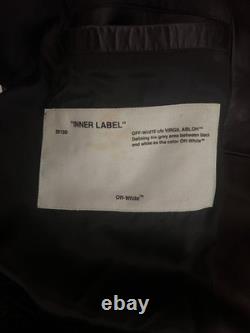 "INNER LABEL"
OFF-WHITE c/o VIRGIL ABLOH™
Defining the grey area between black
and white as the color Off-White™
Off-White™